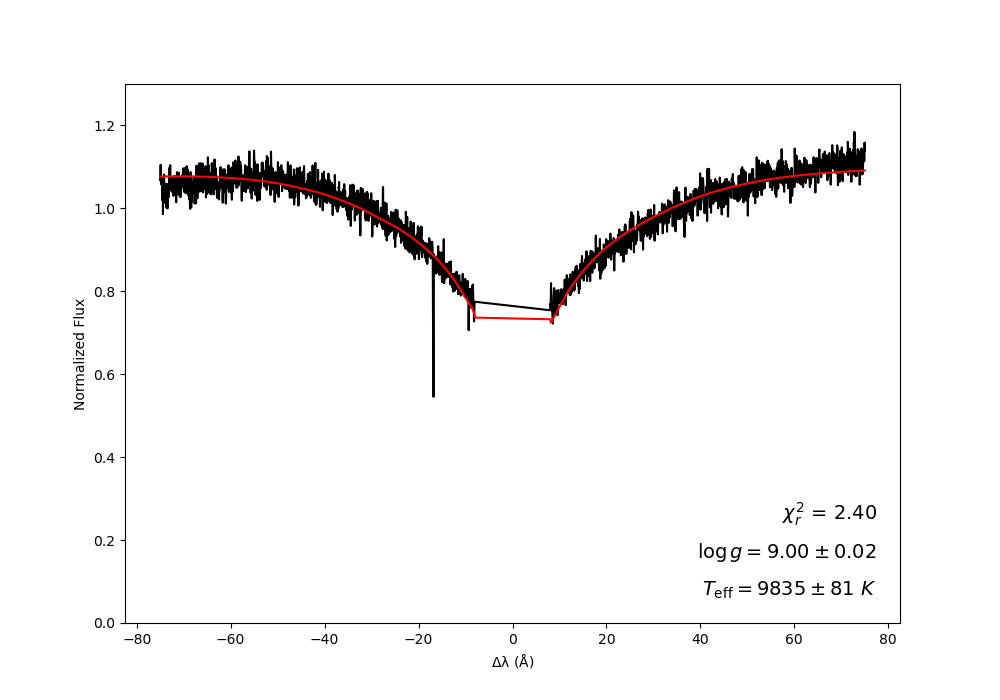 1.2
1.0
0.8
0.6
0.4
0.2
0.0
Normalized Flux
χ²ᵣ = 2.40
log g = 9.00 ± 0.02
T_eff = 9835 ± 81 K
−80 −60 −40 −20 0 20 40 60 80
Δλ (Å)